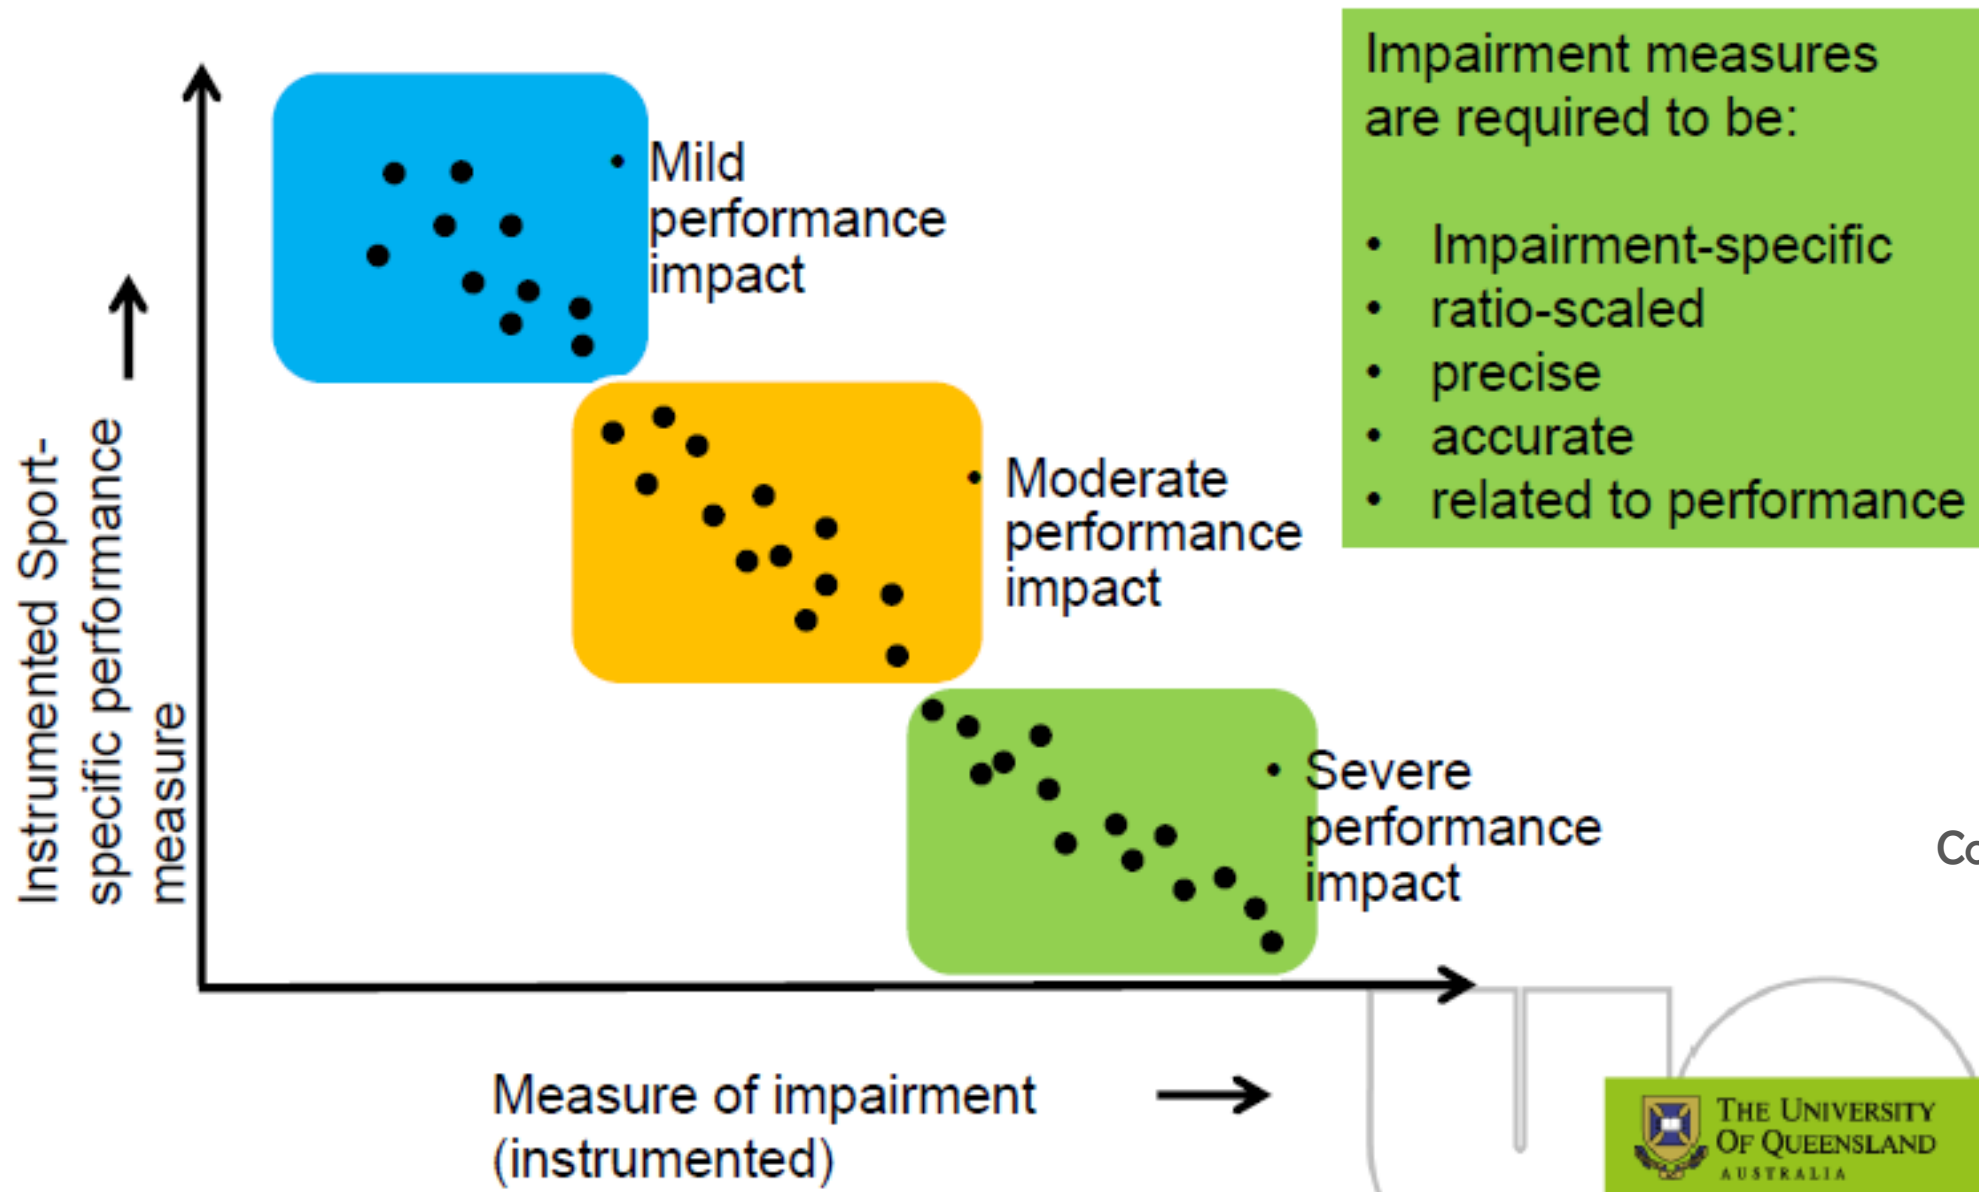 Impairment measures
are required to be:
• Impairment-specific
• ratio-scaled
• precise
• accurate
• related to performance
• Mild
performance
impact
• Moderate
performance
impact
• Severe
performance
impact
Instrumented Sport-
specific performance
measure
Measure of impairment
(instrumented)
THE UNIVERSITY
OF QUEENSLAND
AUSTRALIA